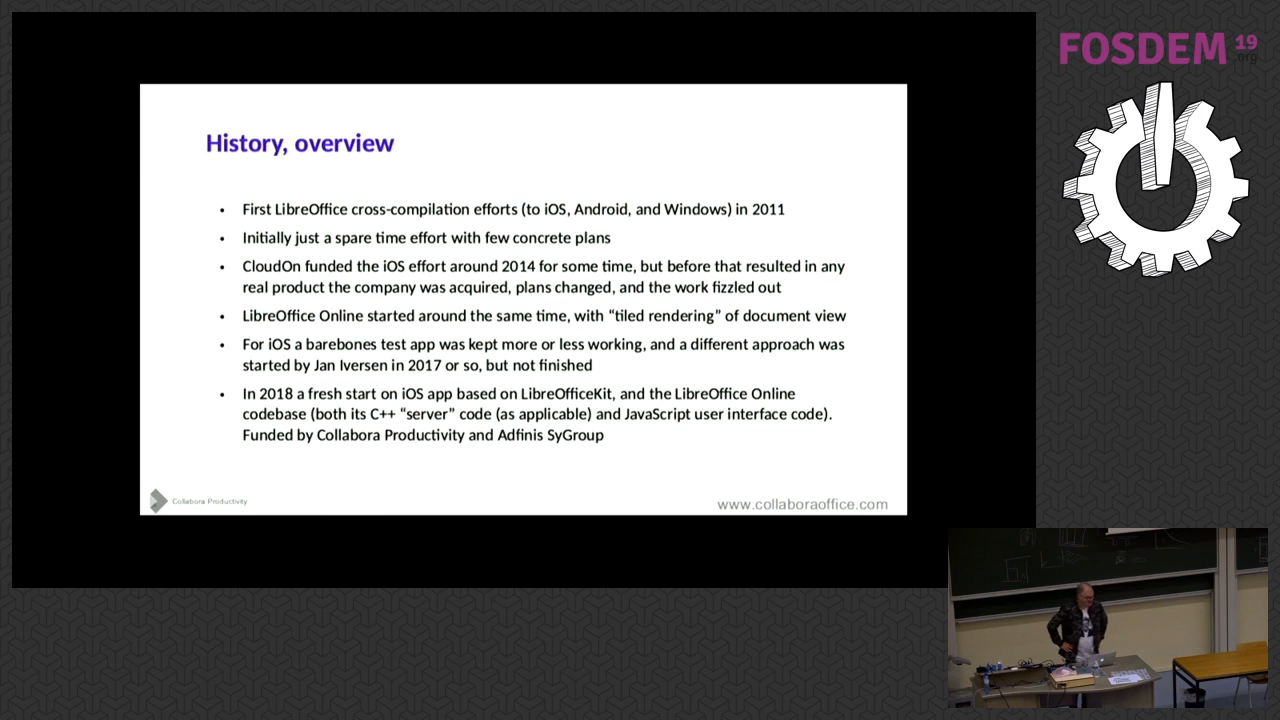 FOSDEM 19
.org
History, overview
• First LibreOffice cross-compilation efforts (to iOS, Android, and Windows) in 2011
• Initially just a spare time effort with few concrete plans
• CloudOn funded the iOS effort around 2014 for some time, but before that resulted in any
real product the company was acquired, plans changed, and the work fizzled out
• LibreOffice Online started around the same time, with “tiled rendering” of document view
• For iOS a barebones test app was kept more or less working, and a different approach was
started by Jan Iversen in 2017 or so, but not finished
• In 2018 a fresh start on iOS app based on LibreOfficeKit, and the LibreOffice Online
codebase (both its C++ “server” code (as applicable) and JavaScript user interface code).
Funded by Collabora Productivity and Adfinis SyGroup
Collabora Productivity
www.collaboraoffice.com